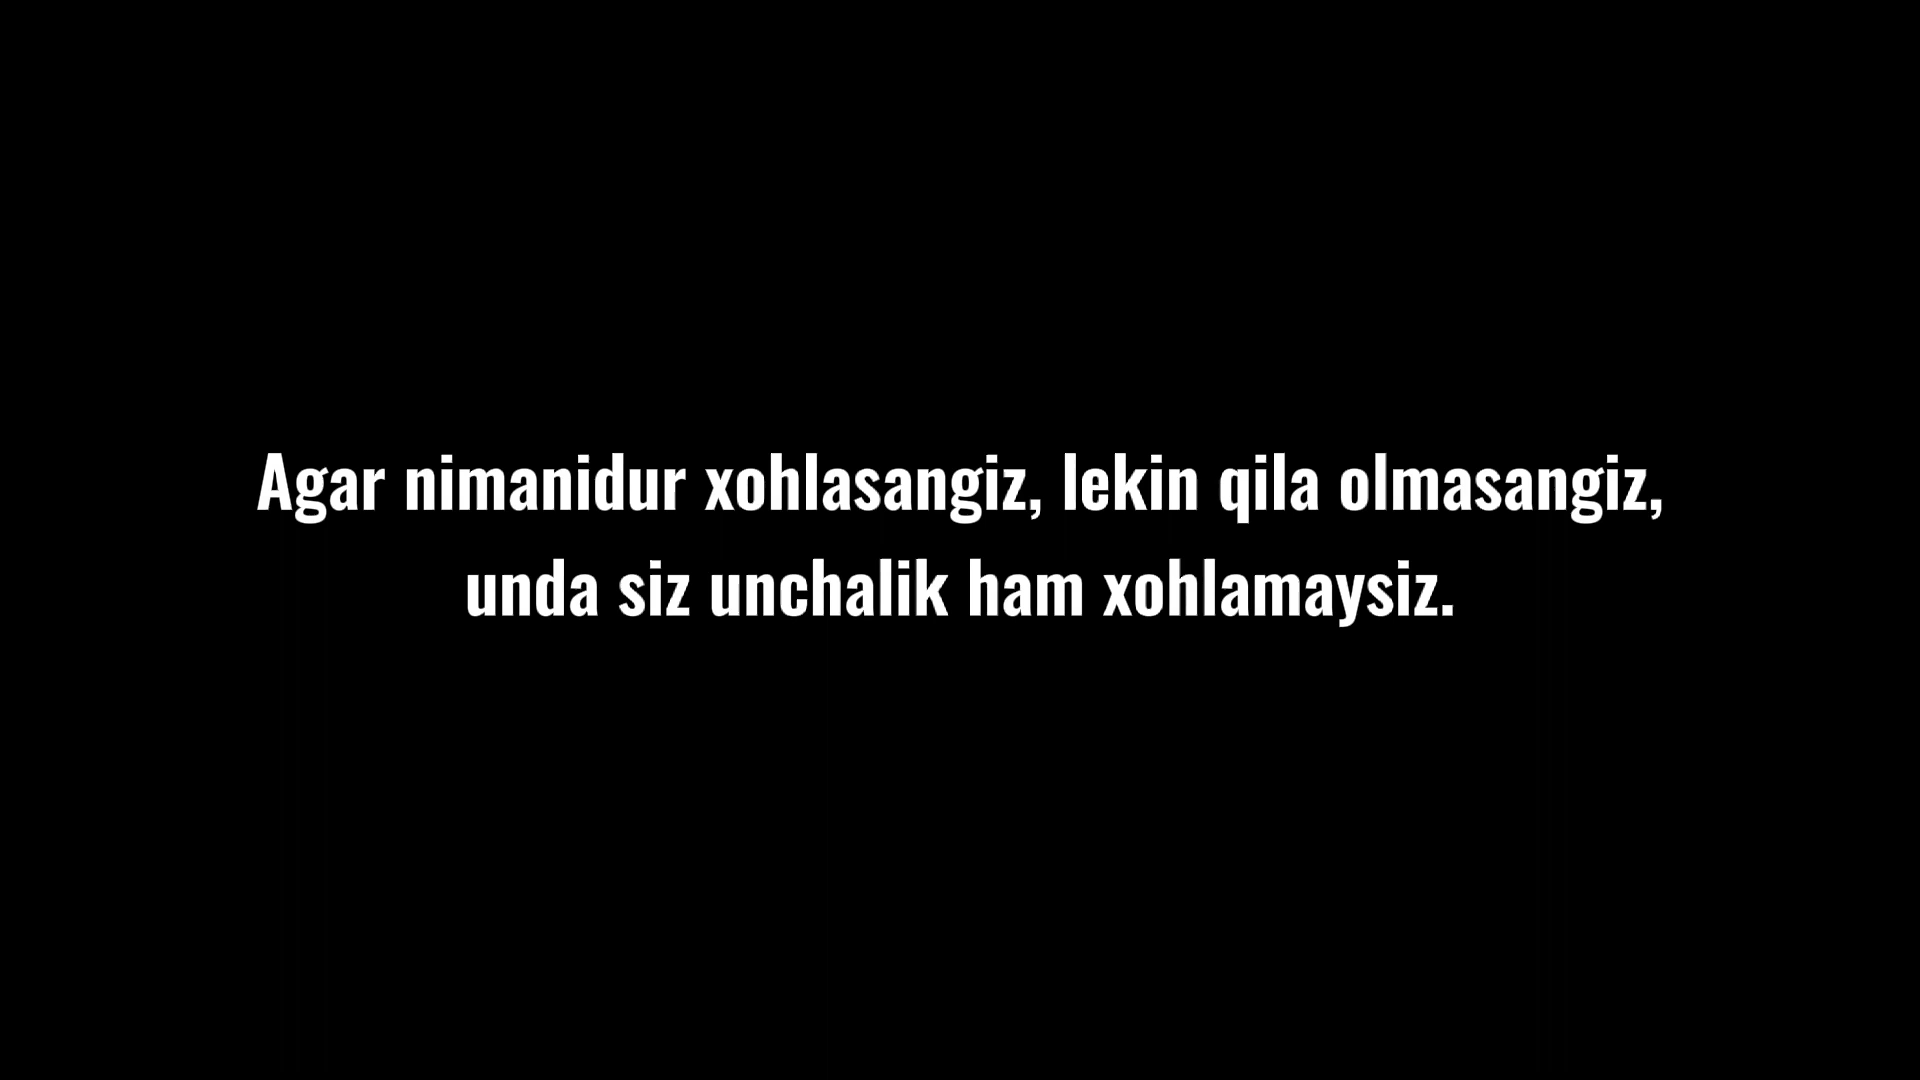 Agar nimanidur xohlasangiz, lekin qila olmasangiz,
unda siz unchalik ham xohlamaysiz.